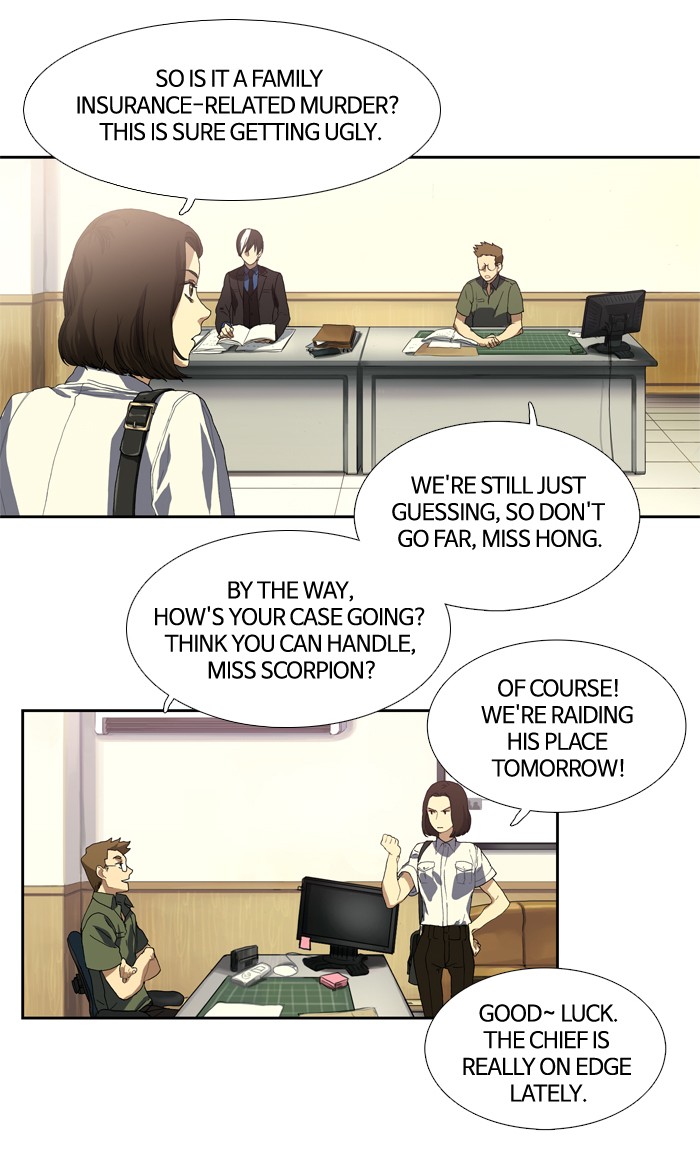 SO IS IT A FAMILY
INSURANCE-RELATED MURDER?
THIS IS SURE GETTING UGLY.
WE'RE STILL JUST
GUESSING, SO DON'T
GO FAR, MISS HONG.
BY THE WAY,
HOW'S YOUR CASE GOING?
THINK YOU CAN HANDLE,
MISS SCORPION?
OF COURSE!
WE'RE RAIDING
HIS PLACE
TOMORROW!
GOOD~ LUCK.
THE CHIEF IS
REALLY ON EDGE
LATELY.